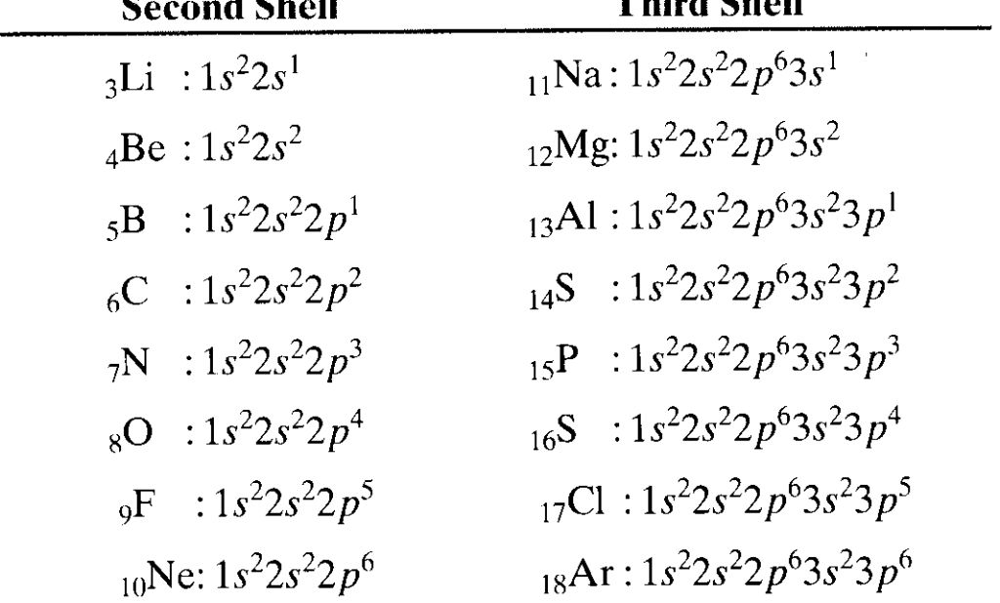 Second Shell Third Shell
₃Li : 1s²2s¹ ₁₁Na : 1s²2s²2p⁶3s¹
₄Be : 1s²2s² ₁₂Mg: 1s²2s²2p⁶3s²
₅B : 1s²2s²2p¹ ₁₃Al : 1s²2s²2p⁶3s²3p¹
₆C : 1s²2s²2p² ₁₄S : 1s²2s²2p⁶3s²3p²
₇N : 1s²2s²2p³ ₁₅P : 1s²2s²2p⁶3s²3p³
₈O : 1s²2s²2p⁴ ₁₆S : 1s²2s²2p⁶3s²3p⁴
₉F : 1s²2s²2p⁵ ₁₇Cl : 1s²2s²2p⁶3s²3p⁵
₁₀Ne: 1s²2s²2p⁶ ₁₈Ar : 1s²2s²2p⁶3s²3p⁶